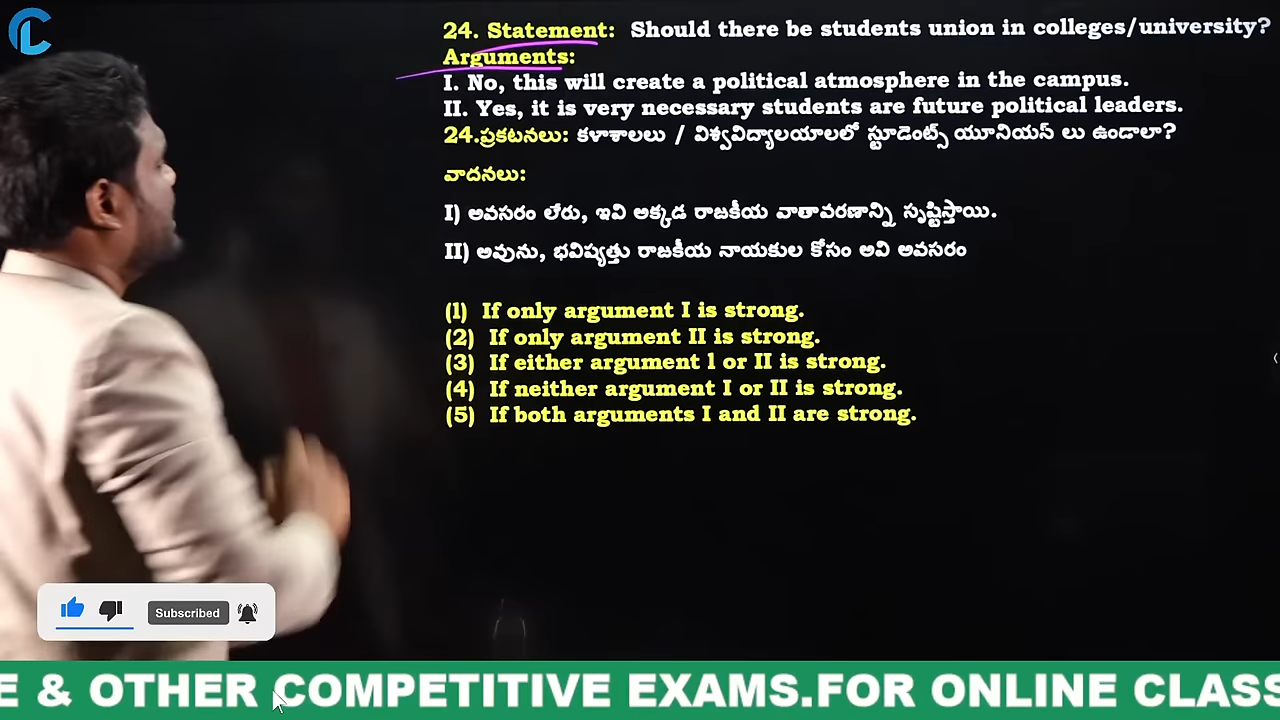 24. Statement: Should there be students union in colleges/university?
Arguments:
I. No, this will create a political atmosphere in the campus.
II. Yes, it is very necessary students are future political leaders.
24.ప్రకటనలు: కళాశాలలు / విశ్వవిద్యాలయాలలో స్టూడెంట్స్ యూనియస్ లు ఉండాలా?
వాదనలు:
I) అవసరం లేరు, ఇవి అక్కడ రాజకీయ వాతావరణాన్ని సృష్టిస్తాయి.
II) అవును, భవిష్యత్తు రాజకీయ నాయకుల కోసం అవి అవసరం
(1) If only argument I is strong.
(2) If only argument II is strong.
(3) If either argument l or II is strong.
(4) If neither argument I or II is strong.
(5) If both arguments I and II are strong.
Subscribed
E & OTHER COMPETITIVE EXAMS.FOR ONLINE CLASS